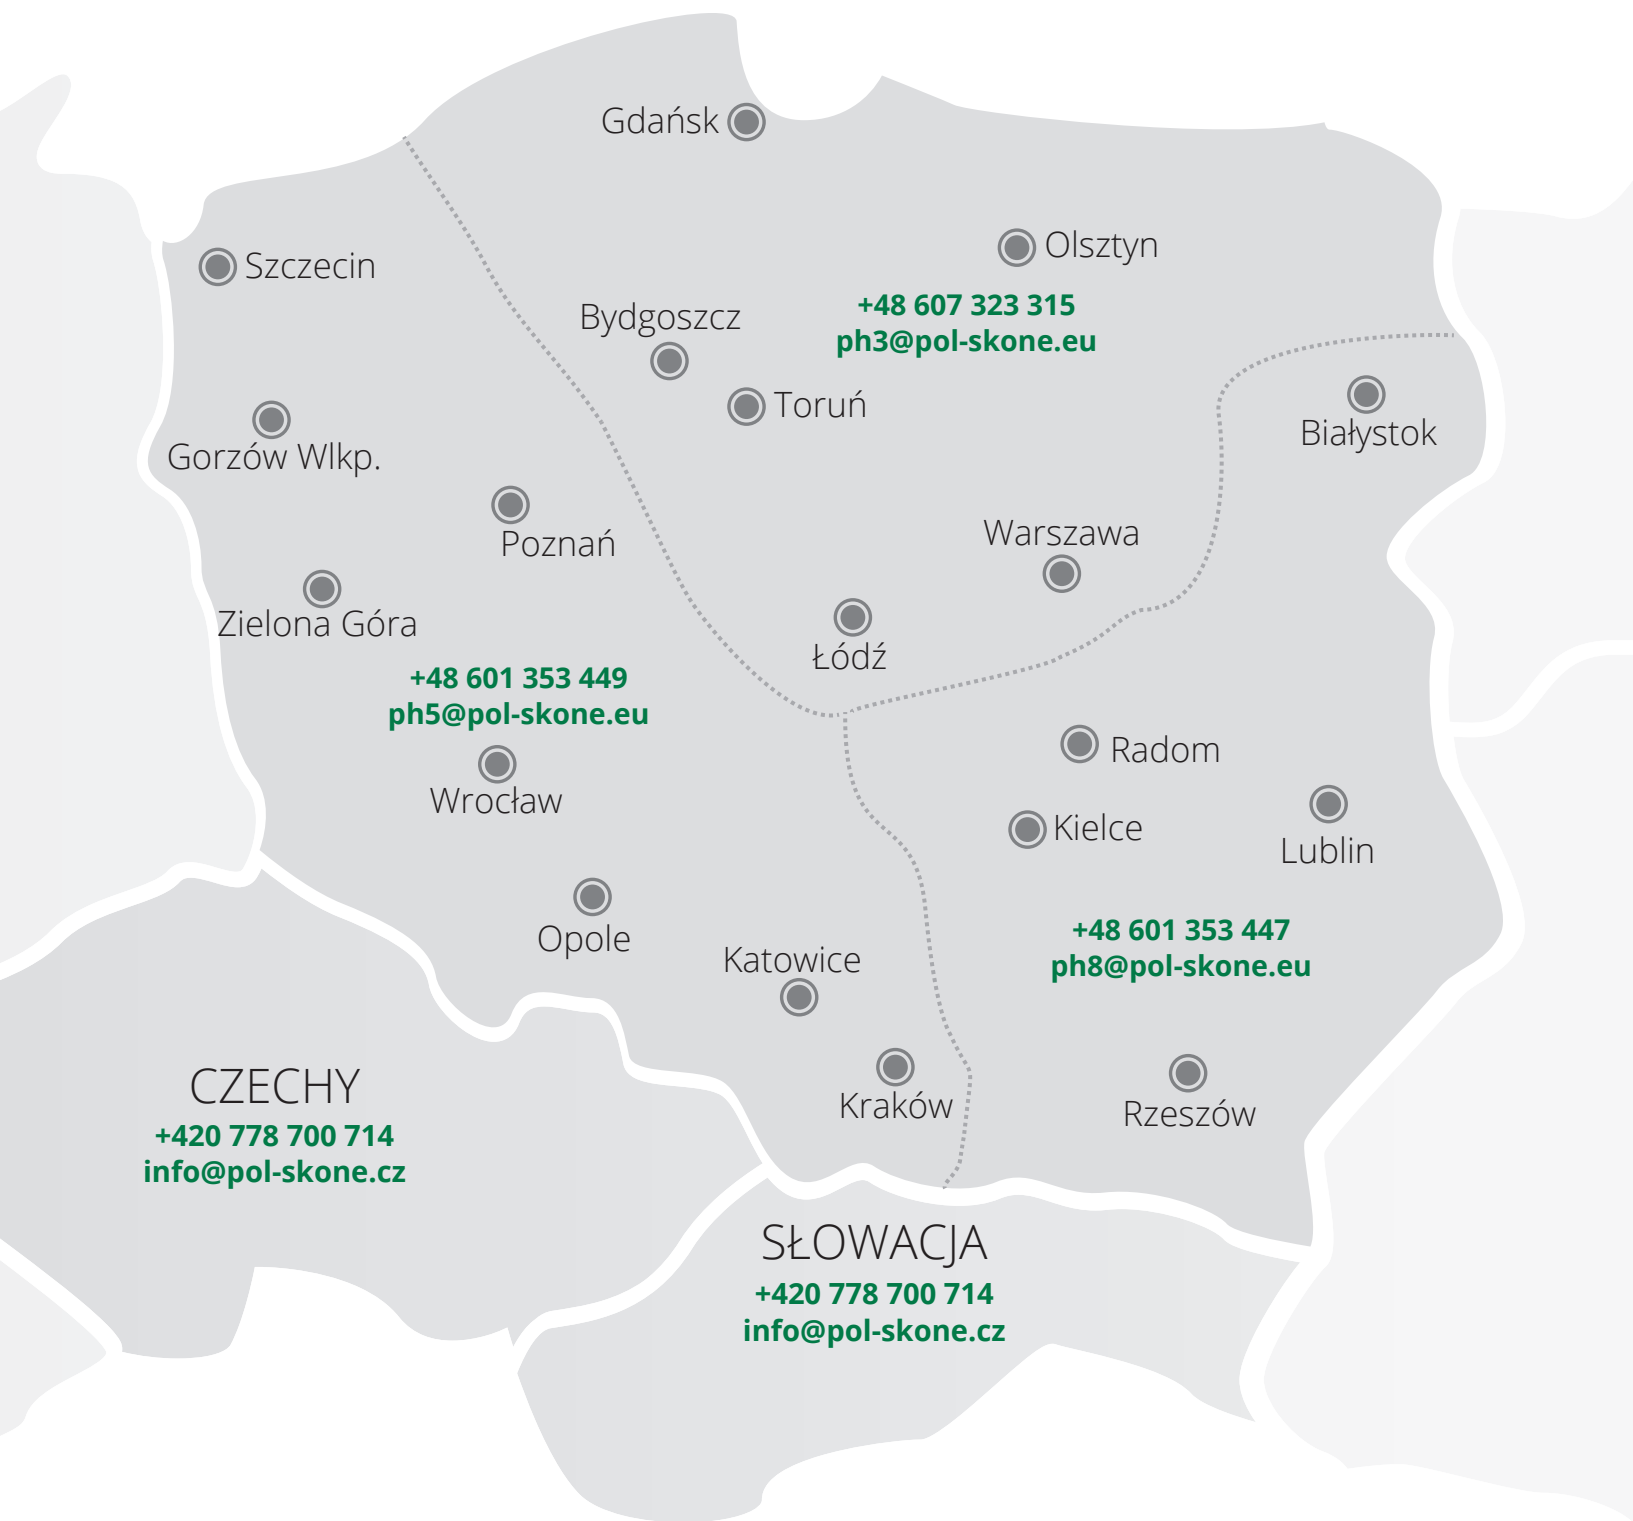 Gdańsk
Olsztyn
Szczecin
+48 607 323 315
ph3@pol-skone.eu
Bydgoszcz
Toruń
Białystok
Gorzów Wlkp.
Poznań
Warszawa
Zielona Góra
Łódź
+48 601 353 449
ph5@pol-skone.eu
Radom
Wrocław
Kielce
Lublin
Opole
+48 601 353 447
ph8@pol-skone.eu
Katowice
Kraków
Rzeszów
CZECHY
+420 778 700 714
info@pol-skone.cz
SŁOWACJA
+420 778 700 714
info@pol-skone.cz